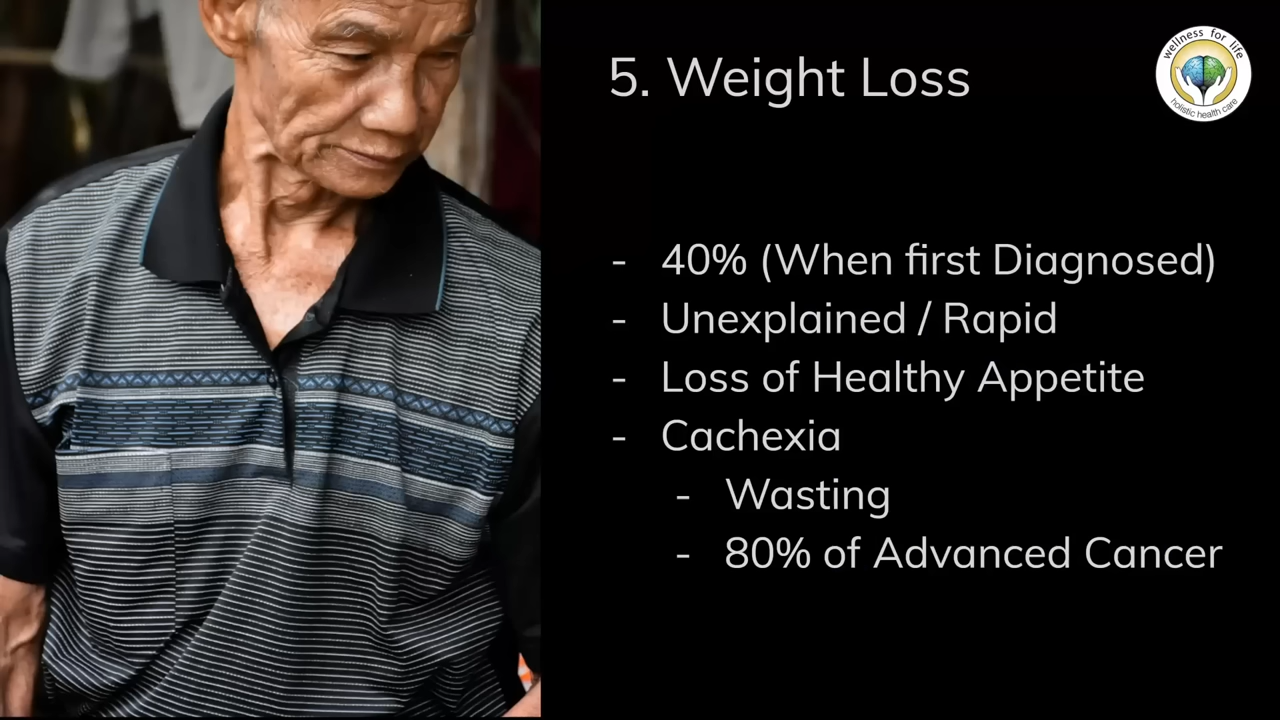 5. Weight Loss
wellness for life
holistic health care
- 40% (When first Diagnosed)
- Unexplained / Rapid
- Loss of Healthy Appetite
- Cachexia
- Wasting
- 80% of Advanced Cancer